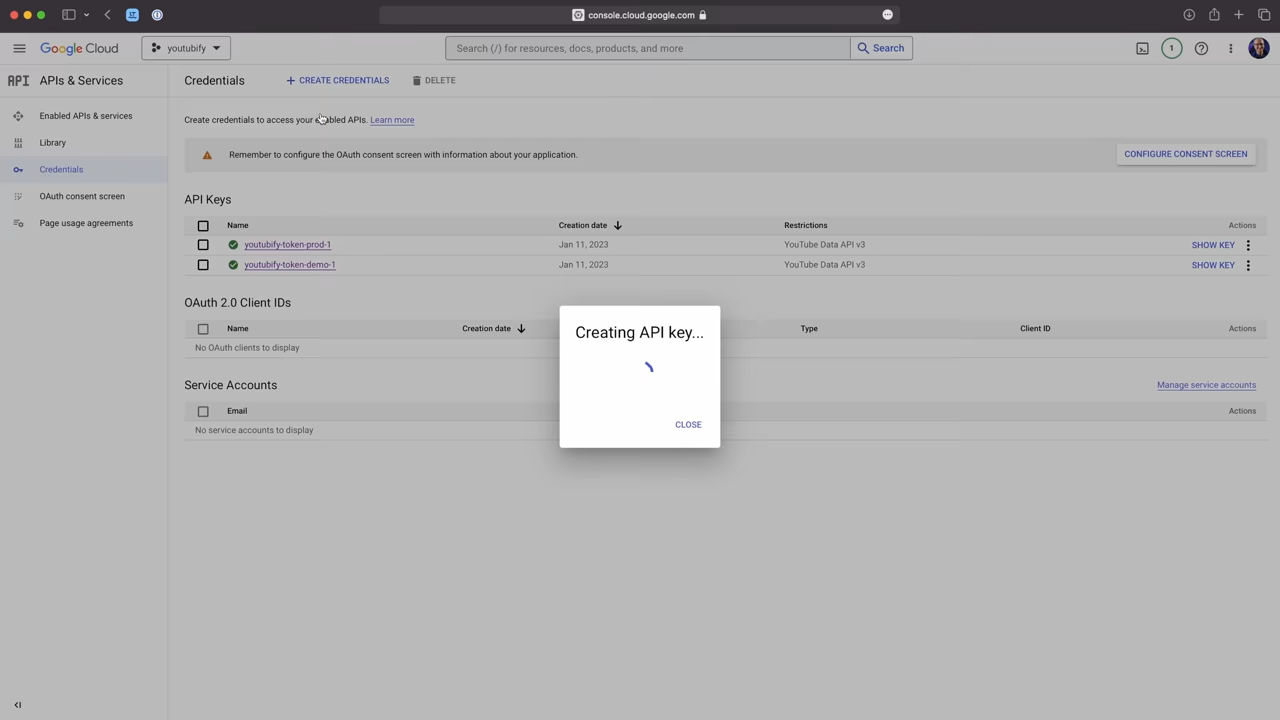 console.cloud.google.com
Google Cloud
youtubify
Search (/) for resources, docs, products, and more
Search
1
API
APIs & Services
Credentials
+ CREATE CREDENTIALS
DELETE
Enabled APIs & services
Library
Credentials
OAuth consent screen
Page usage agreements
Create credentials to access your enabled APIs. Learn more
Remember to configure the OAuth consent screen with information about your application.
CONFIGURE CONSENT SCREEN
API Keys
Name Creation date Restrictions Actions
youtubify-token-prod-1 Jan 11, 2023 YouTube Data API v3 SHOW KEY
youtubify-token-demo-1 Jan 11, 2023 YouTube Data API v3 SHOW KEY
OAuth 2.0 Client IDs
Name Creation date Type Client ID Actions
No OAuth clients to display
Service Accounts
Manage service accounts
Email Actions
No service accounts to display
Creating API key...
CLOSE